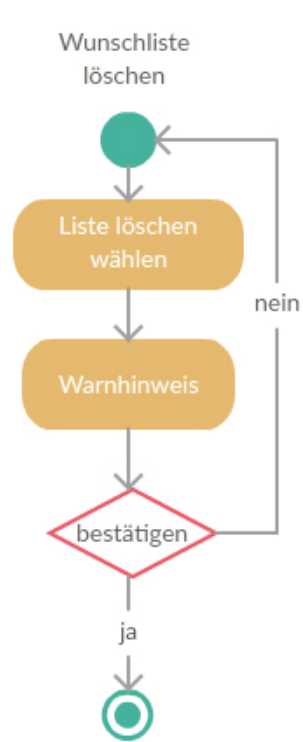 Wunschliste
löschen
Liste löschen
wählen
nein
Warnhinweis
bestätigen
ja